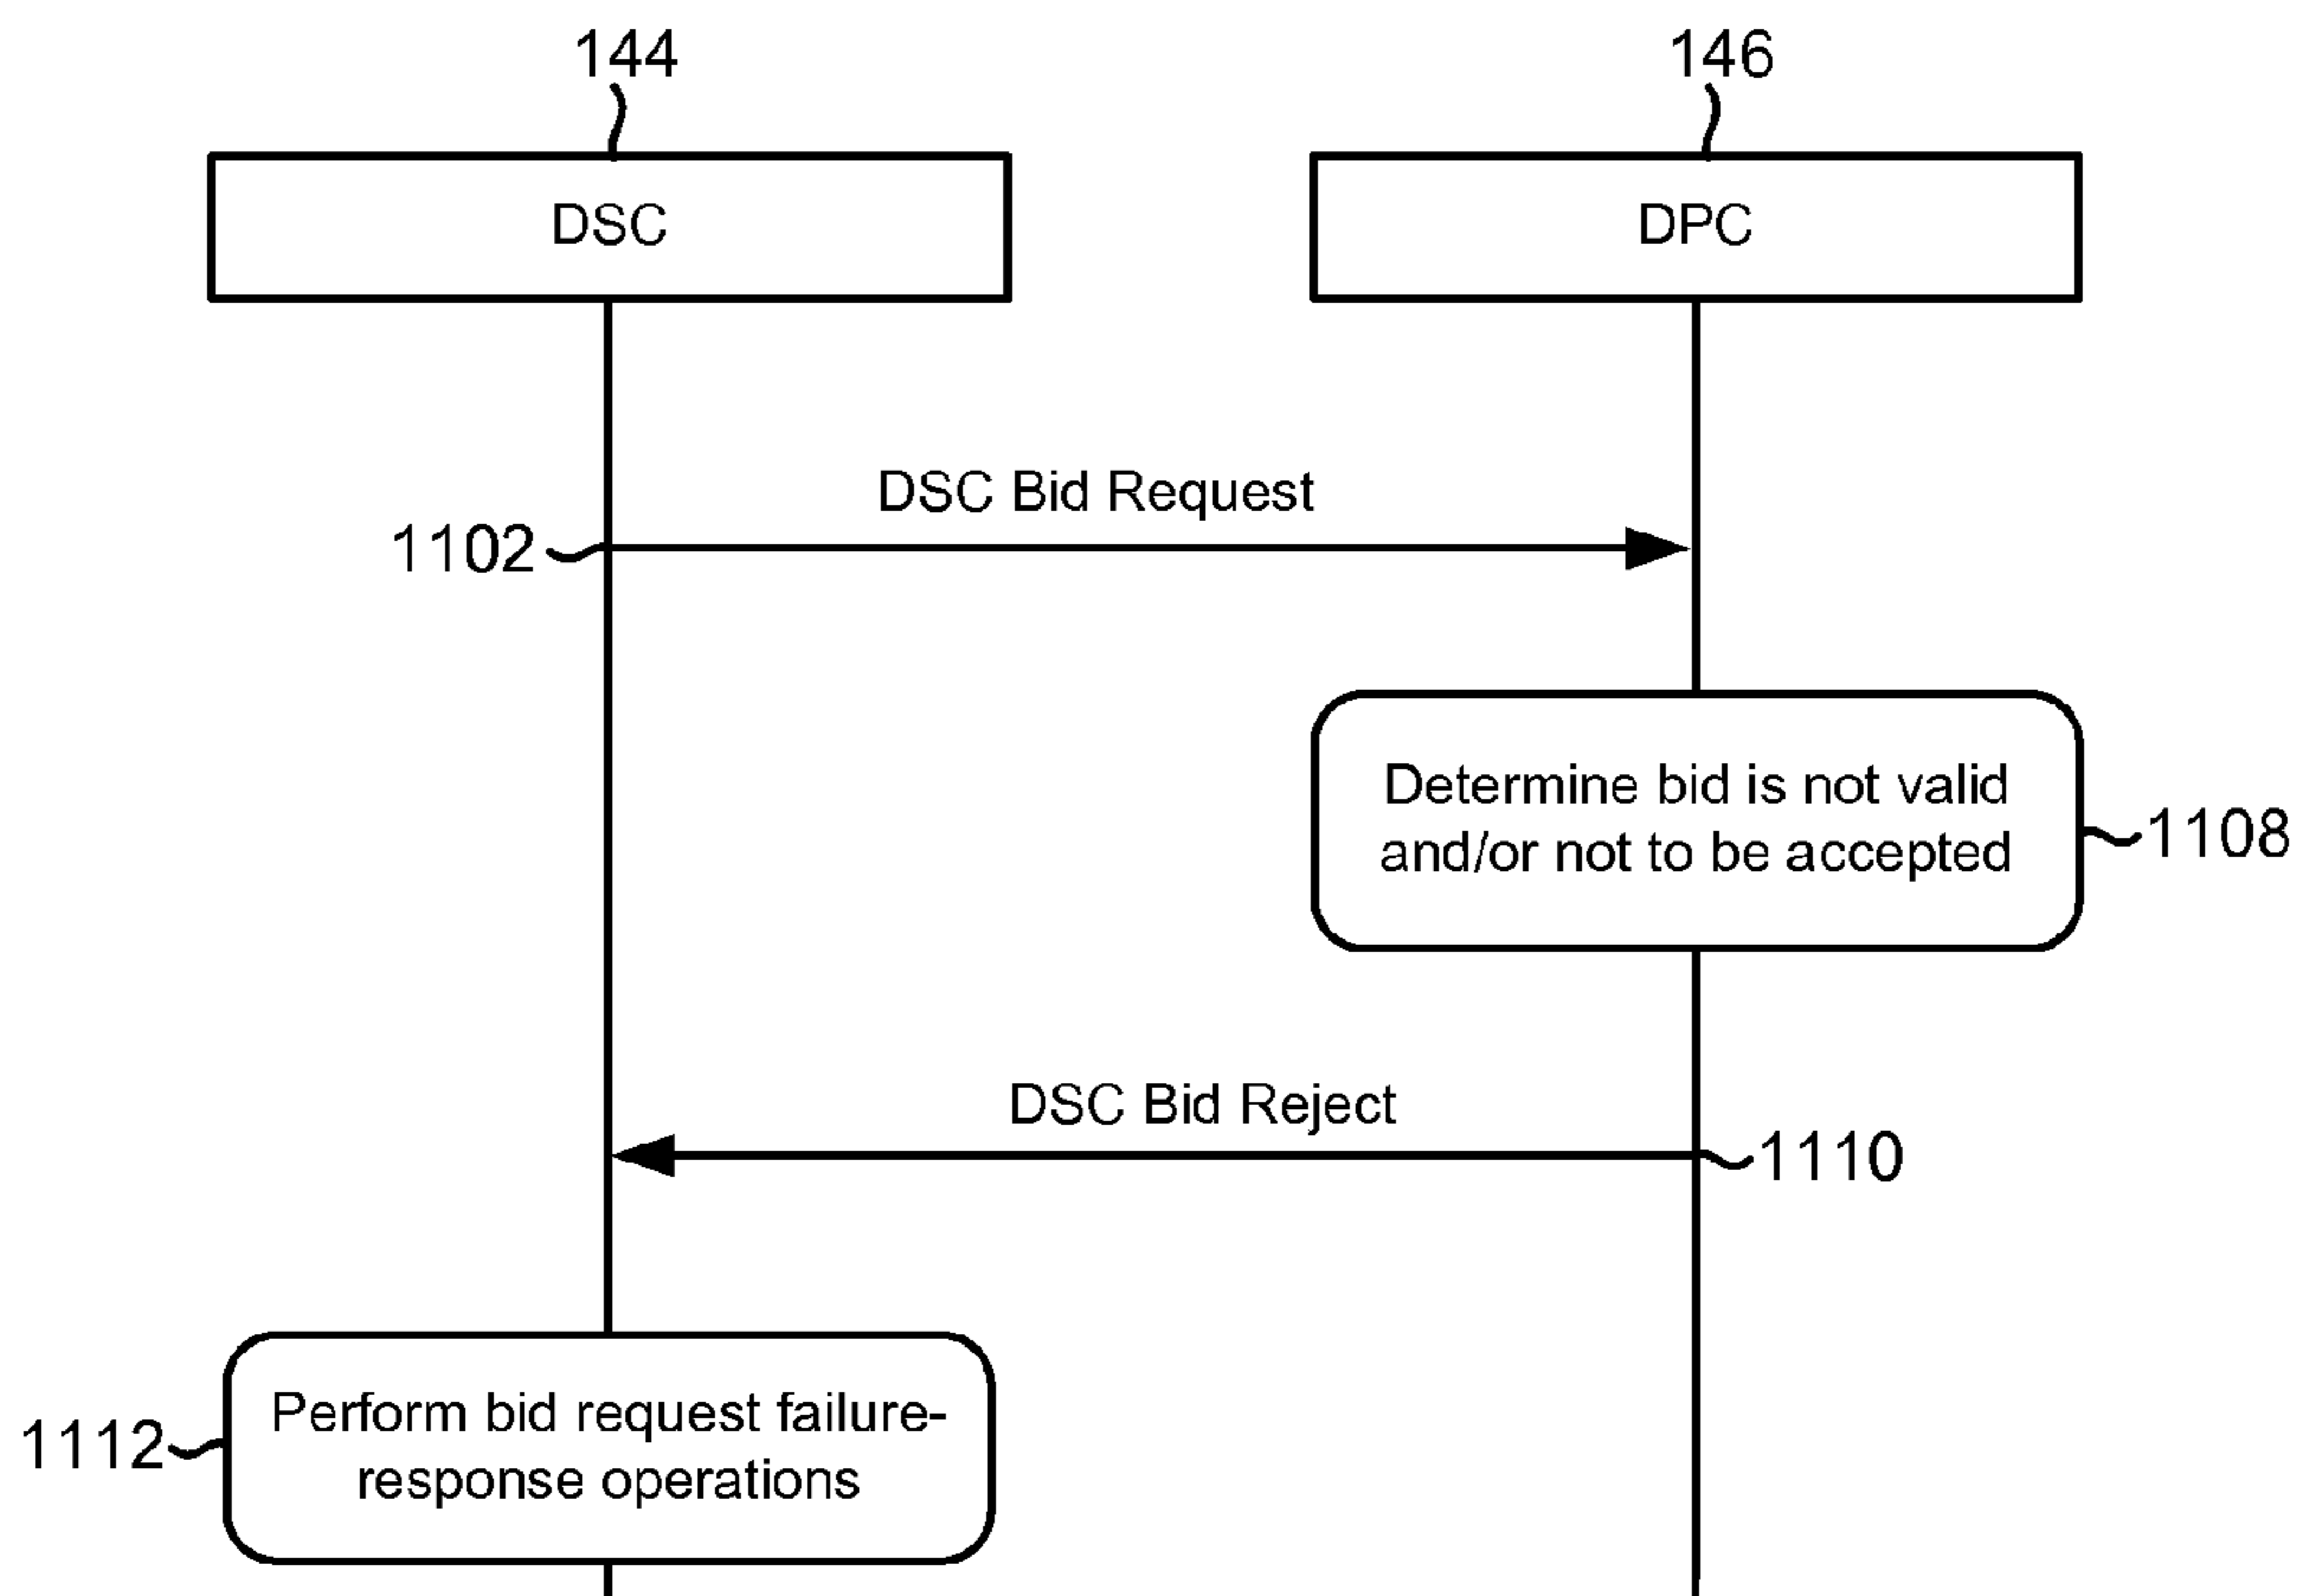 144
146
DSC
DPC
DSC Bid Request
1102
Determine bid is not valid
and/or not to be accepted
1108
DSC Bid Reject
1110
Perform bid request failure-
response operations
1112